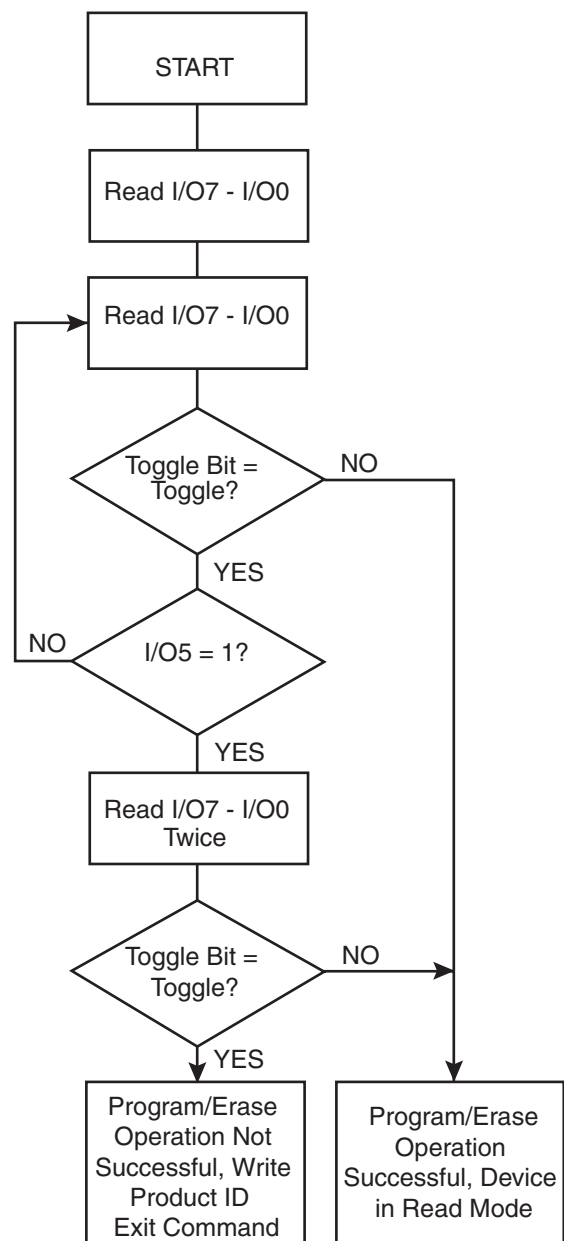 START
Read I/O7 - I/O0
Read I/O7 - I/O0
Toggle Bit =
Toggle?
NO
YES
NO
I/O5 = 1?
YES
Read I/O7 - I/O0
Twice
Toggle Bit =
Toggle?
NO
YES
Program/Erase
Operation Not
Successful, Write
Product ID
Exit Command
Program/Erase
Operation
Successful, Device
in Read Mode